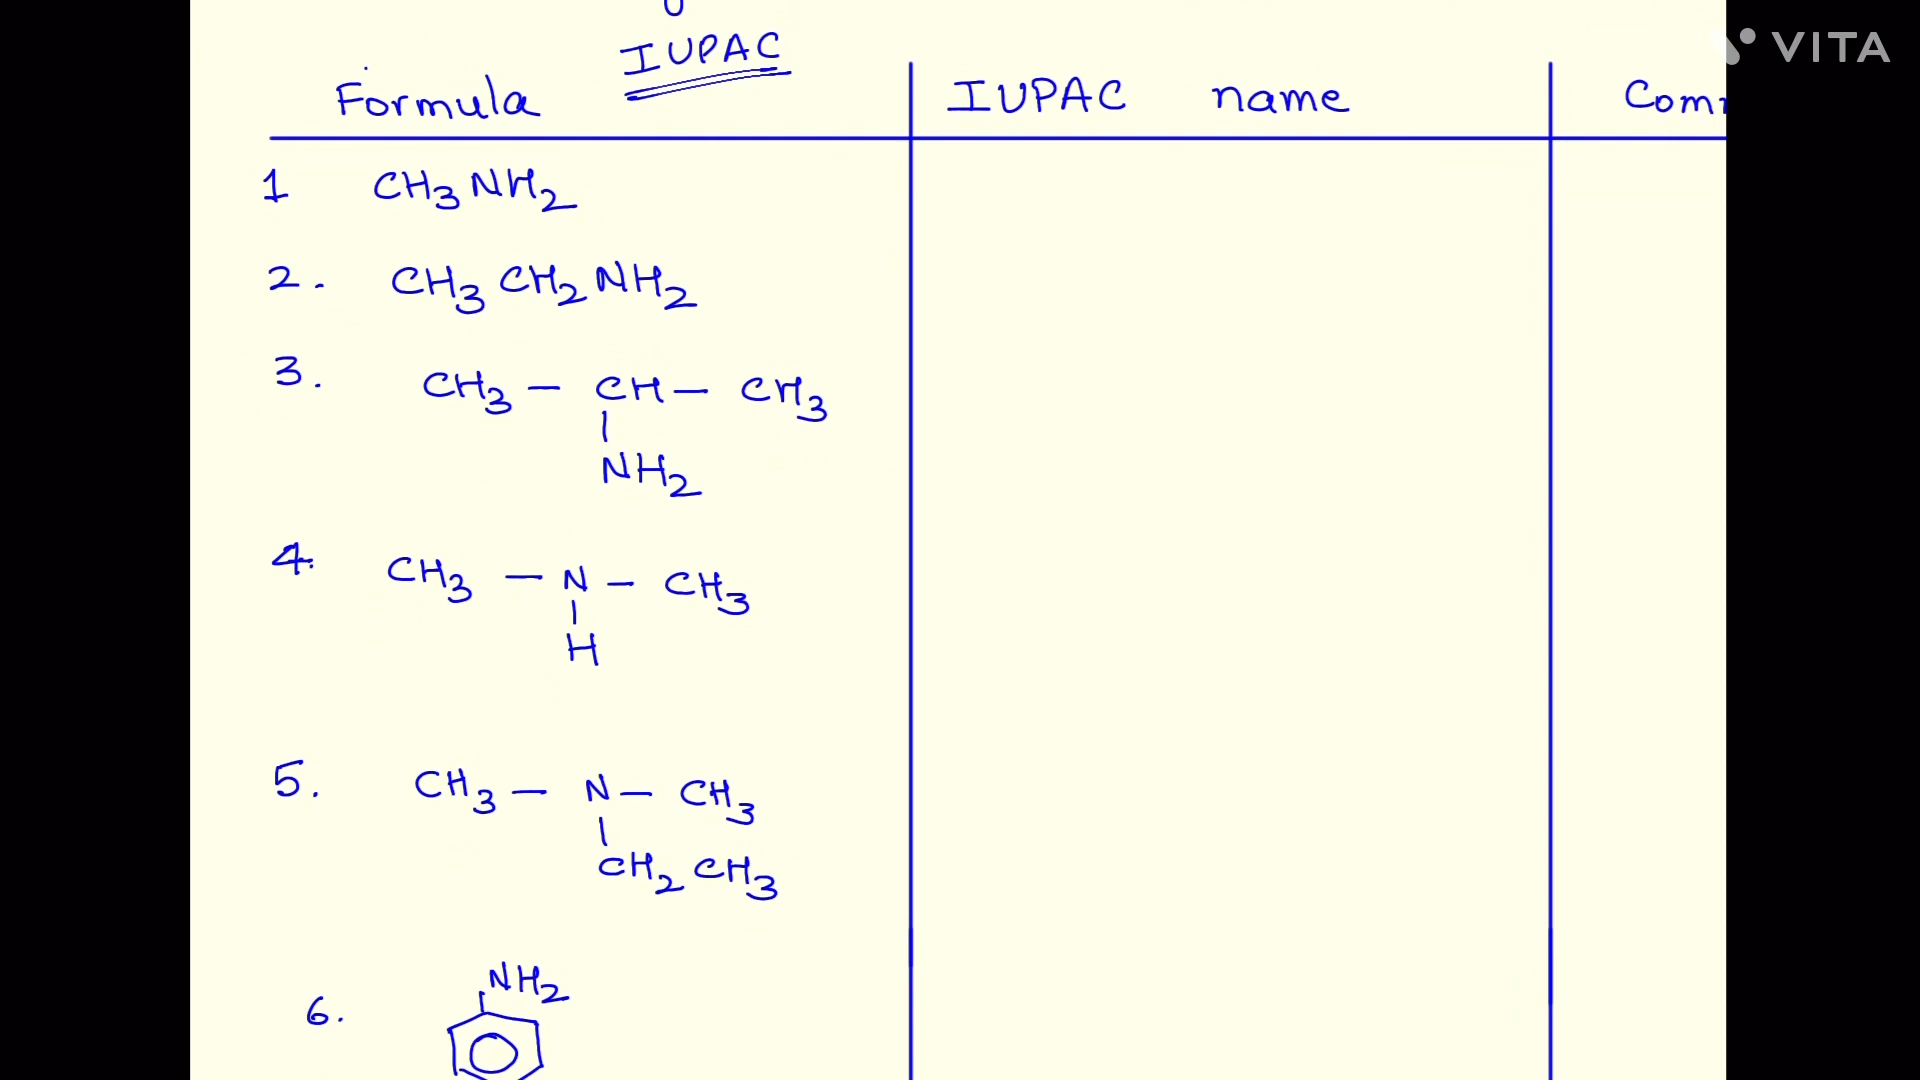 IUPAC
VITA
Formula IUPAC name Com
1 CH3NH2
2. CH3CH2NH2
3. CH3 - CH - CH3
NH2
4. CH3 - N - CH3
H
5. CH3 - N - CH3
CH2CH3
NH2
6.